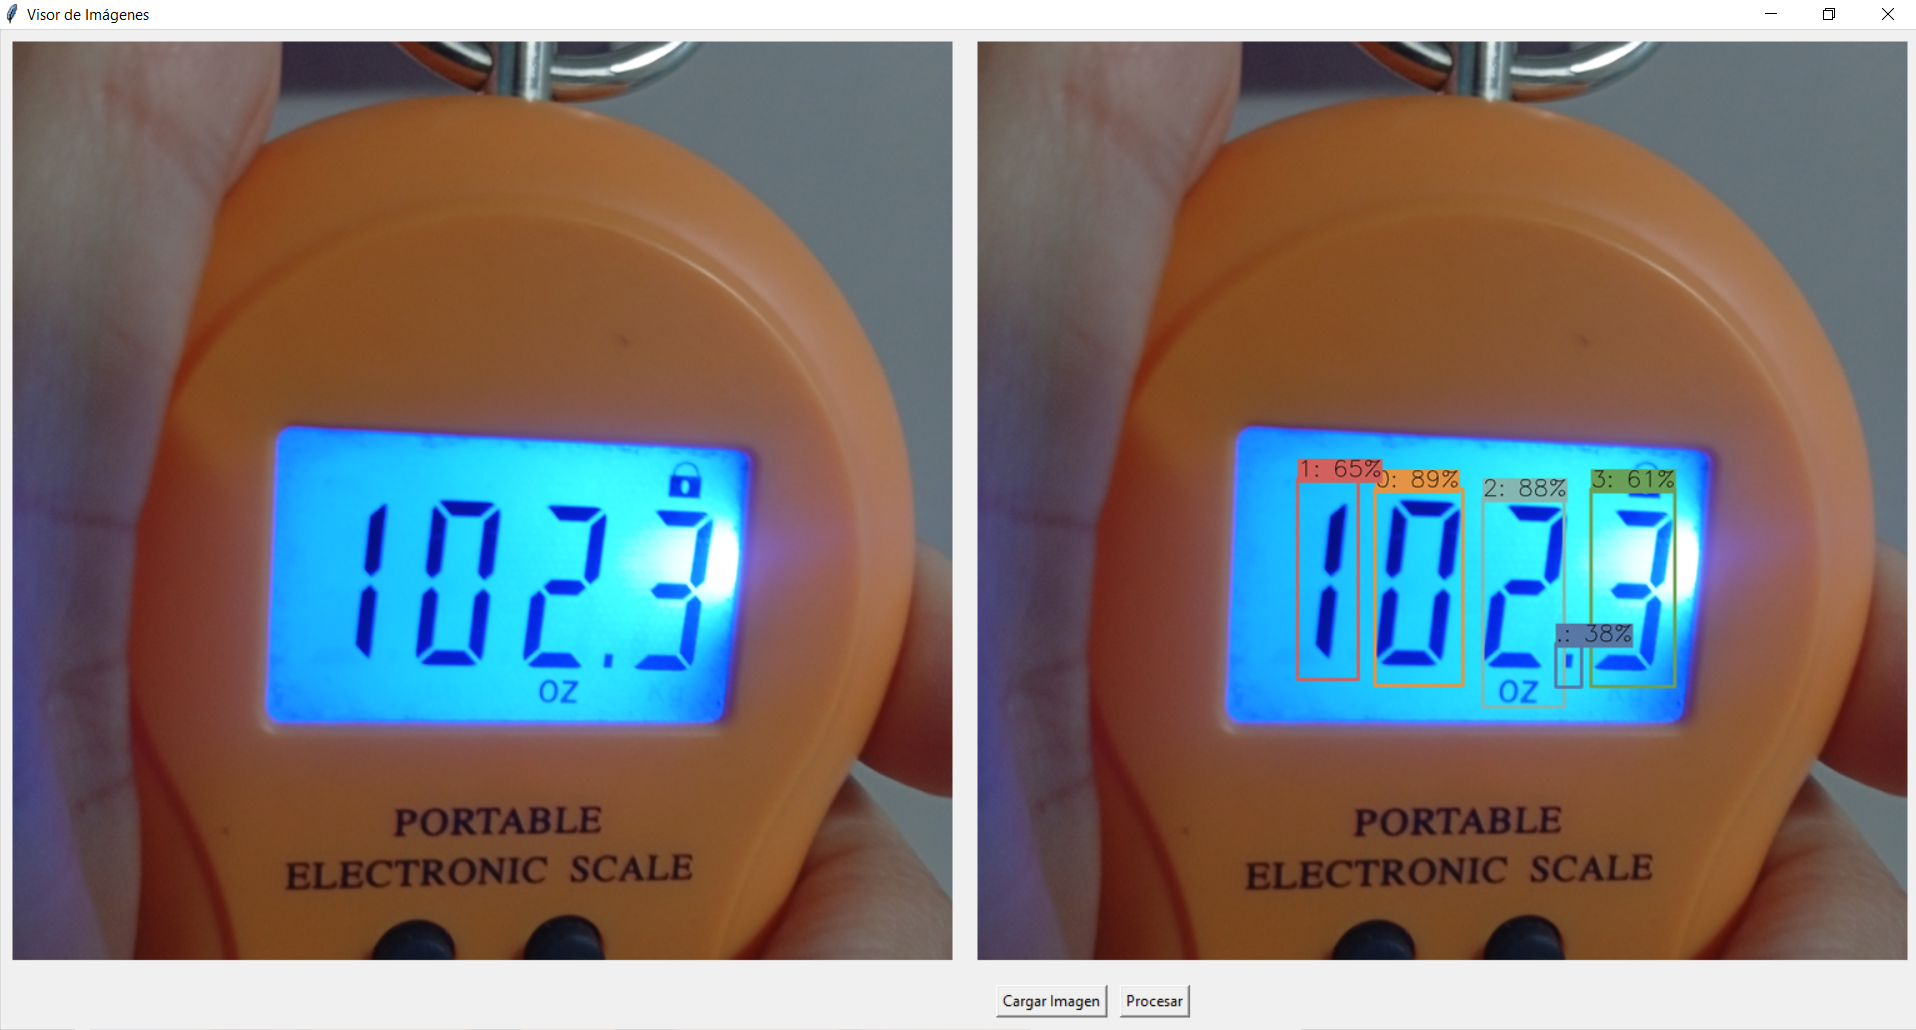 Visor de Imágenes
102.3
OZ
Kg
PORTABLE
ELECTRONIC SCALE
1: 65%
0: 89%
2: 88%
3: 61%
.: 38%
102.3
OZ
PORTABLE
ELECTRONIC SCALE
Cargar Imagen
Procesar